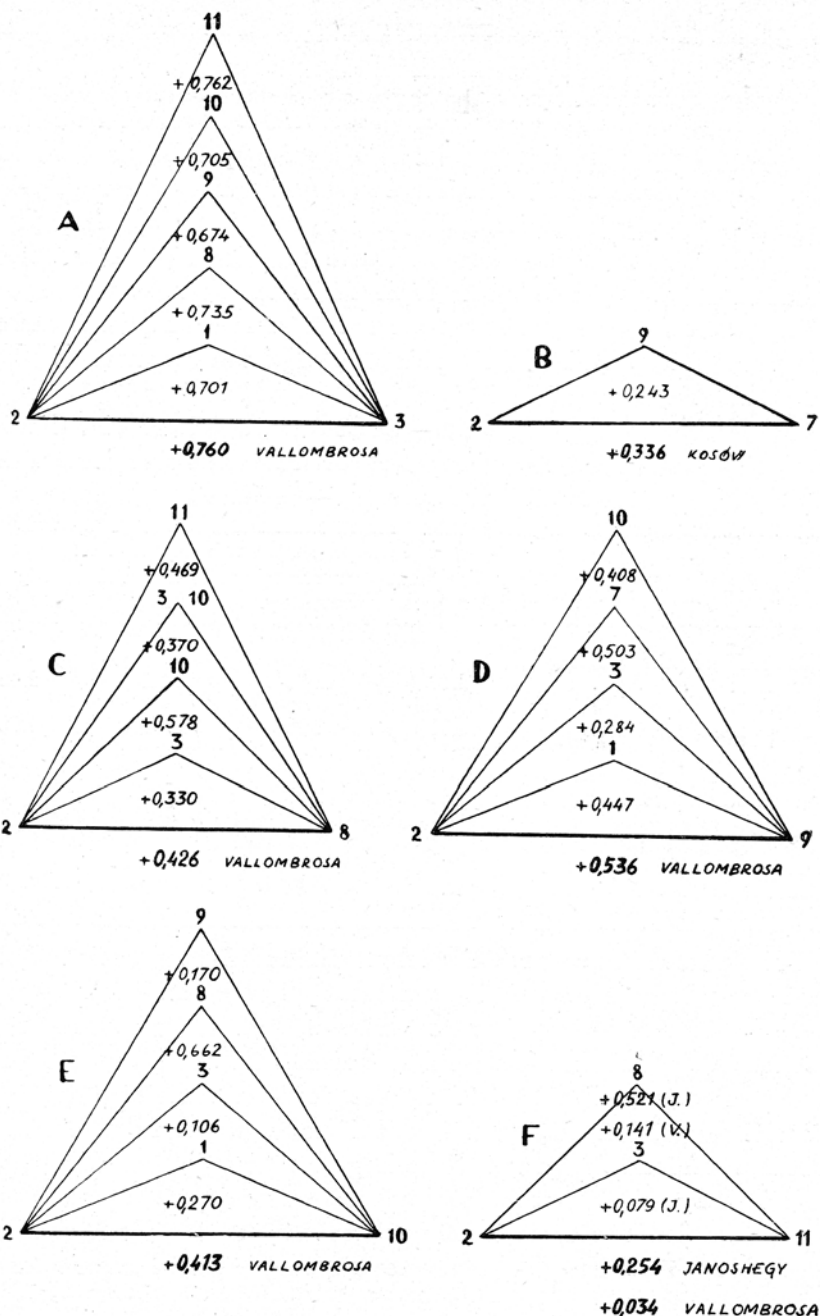 11
+0,762
10
+0,705
9
A
+0,674
8
+0,735
1
+0,701
2 3
+0,760 VALLOMBROSA
9
B
+0,243
2 7
+0,336 KOSÓW
11
+0,469
3 10
+0,370
C
10
+0,578
3
+0,330
2 8
+0,426 VALLOMBROSA
10
+0,408
7
+0,503
D
3
+0,284
1
+0,447
2 9
+0,536 VALLOMBROSA
9
+0,170
8
+0,662
E
3
+0,106
1
+0,270
2 10
+0,413 VALLOMBROSA
8
+0,521 (J.)
+0,141 (V.)
F
3
+0,079 (J.)
2 11
+0,254 JANOSHEGY
+0,034 VALLOMBROSA